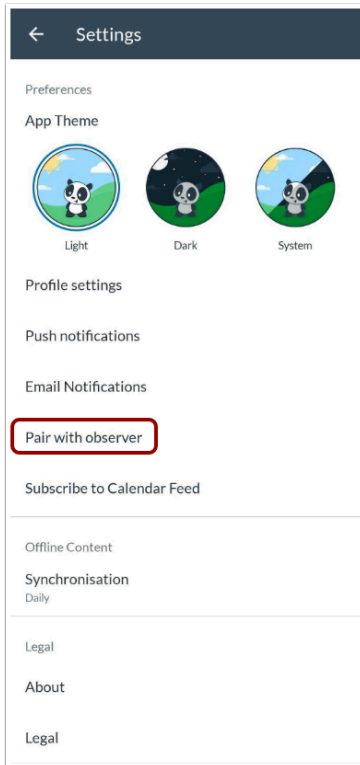 Settings
Preferences
App Theme
Light Dark System
Profile settings
Push notifications
Email Notifications
Pair with observer
Subscribe to Calendar Feed
Offline Content
Synchronisation
Daily
Legal
About
Legal